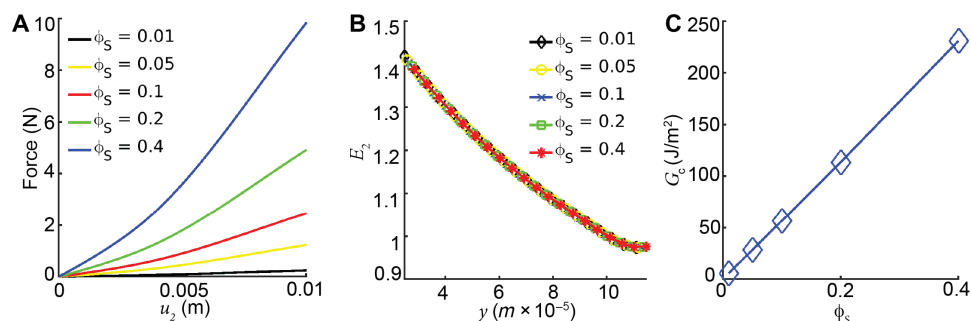 A
Force (N)
10
8
6
4
2
0
0
0.005
0.01
u₂ (m)
ϕS = 0.01
ϕS = 0.05
ϕS = 0.1
ϕS = 0.2
ϕS = 0.4
B
E₂
1.5
1.4
1.3
1.2
1.1
1
0.9
4
6
8
10
y (m × 10⁻⁵)
ϕS = 0.01
ϕS = 0.05
ϕS = 0.1
ϕS = 0.2
ϕS = 0.4
C
Gc (J/m²)
250
200
150
100
50
0
0
0.2
0.4
ϕS